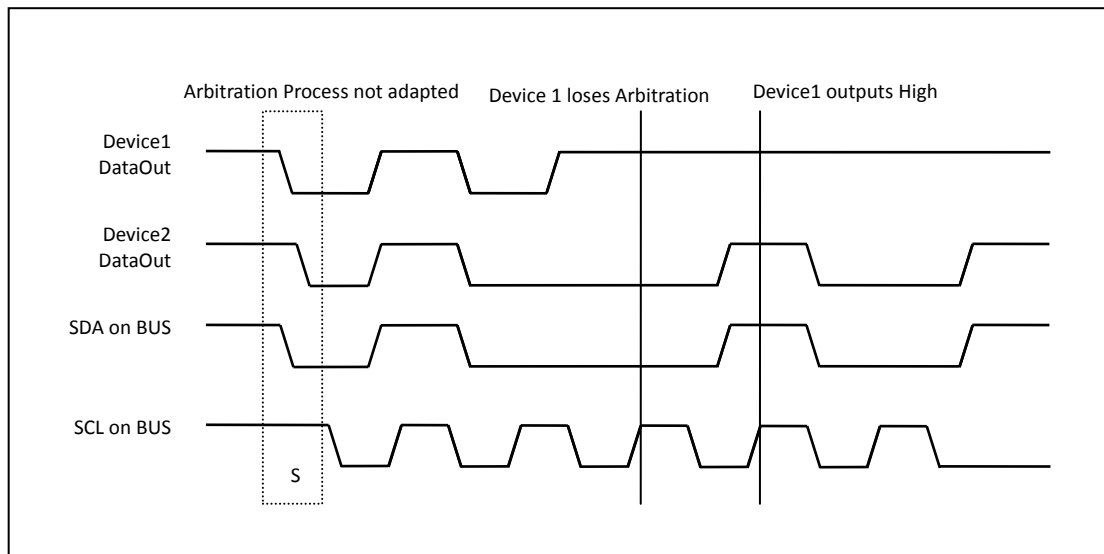 Arbitration Process not adapted
Device 1 loses Arbitration
Device1 outputs High
Device1
DataOut
Device2
DataOut
SDA on BUS
SCL on BUS
S